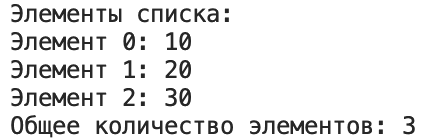 Элементы списка:
Элемент 0: 10
Элемент 1: 20
Элемент 2: 30
Общее количество элементов: 3